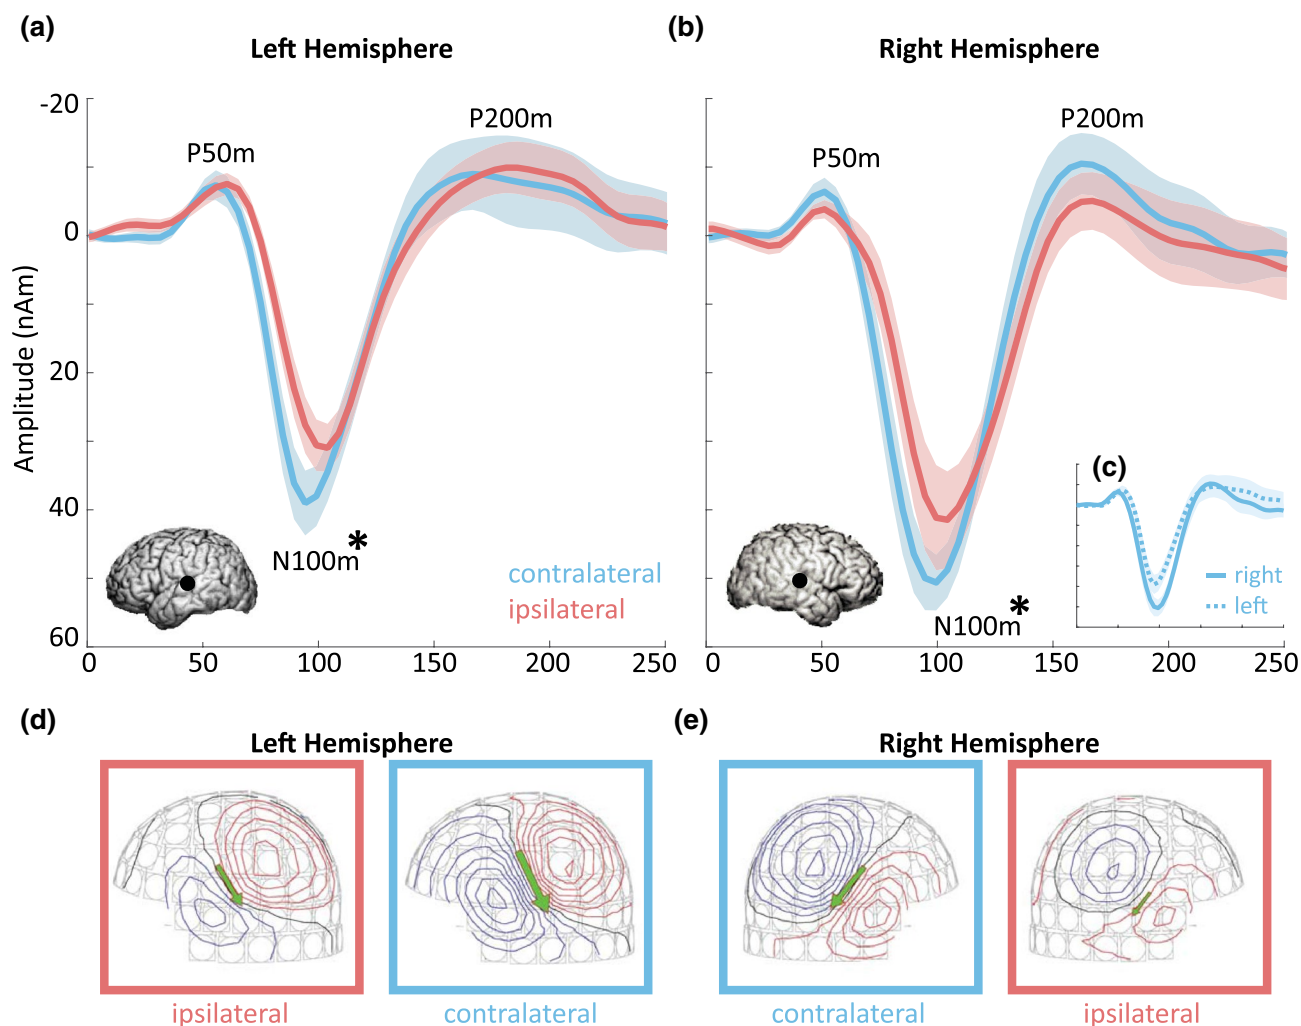 (a)
Left Hemisphere
(b)
Right Hemisphere
-20
0
20
40
60
Amplitude (nAm)
P50m
P200m
N100m*
contralateral
ipsilateral
0 50 100 150 200 250
P50m
P200m
N100m*
(c)
right
left
0 50 100 150 200 250
(d)
Left Hemisphere
(e)
Right Hemisphere
ipsilateral
contralateral
contralateral
ipsilateral